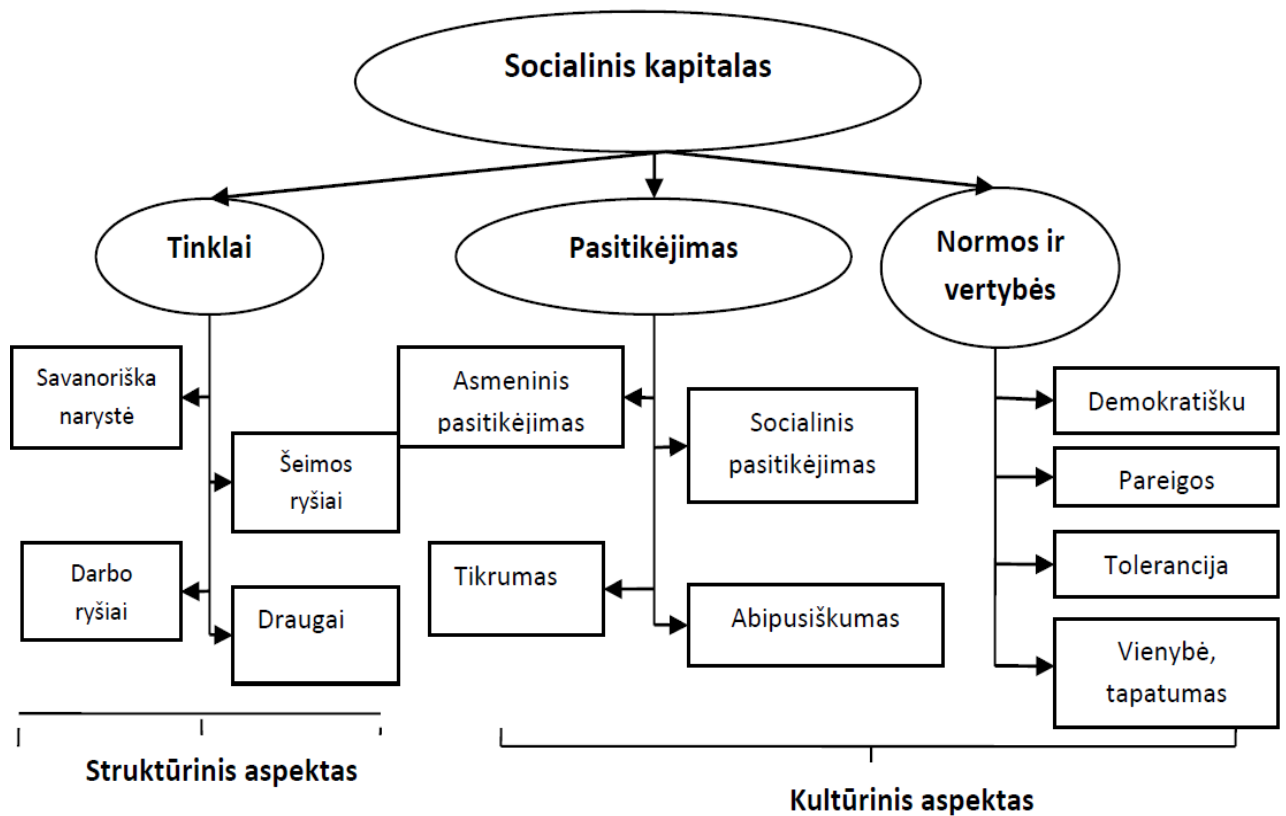 Socialinis kapitalas
Tinklai
Pasitikėjimas
Normos ir
vertybės
Savanoriška
narystė
Šeimos
ryšiai
Darbo
ryšiai
Draugai
Asmeninis
pasitikėjimas
Socialinis
pasitikėjimas
Tikrumas
Abipusiškumas
Demokratišku
Pareigos
Tolerancija
Vienybė,
tapatumas
Struktūrinis aspektas
Kultūrinis aspektas